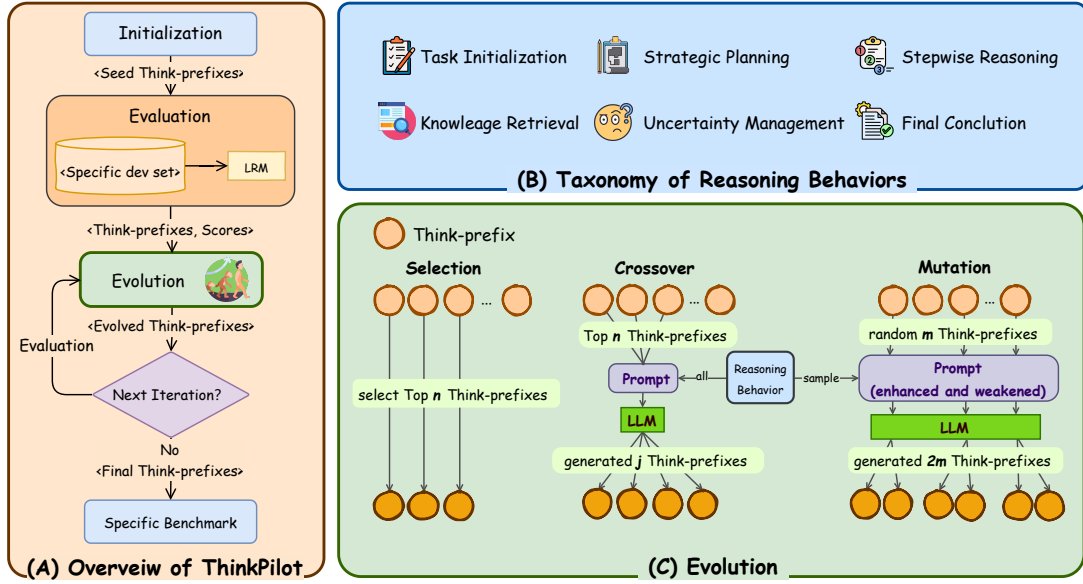 Initialization
<Seed Think-prefixes>
Evaluation
<Specific dev set>
LRM
<Think-prefixes, Scores>
Evolution
<Evolved Think-prefixes>
Evaluation
Next Iteration?
No
<Final Think-prefixes>
Specific Benchmark
(A) Overveiw of ThinkPilot
Task Initialization
Strategic Planning
Stepwise Reasoning
Knowleage Retrieval
Uncertainty Management
Final Conclution
(B) Taxonomy of Reasoning Behaviors
Think-prefix
Selection
...
select Top n Think-prefixes
Crossover
...
Top n Think-prefixes
Prompt
all
Reasoning
Behavior
sample
LLM
generated j Think-prefixes
Mutation
...
random m Think-prefixes
Prompt
(enhanced and weakened)
LLM
generated 2m Think-prefixes
(C) Evolution